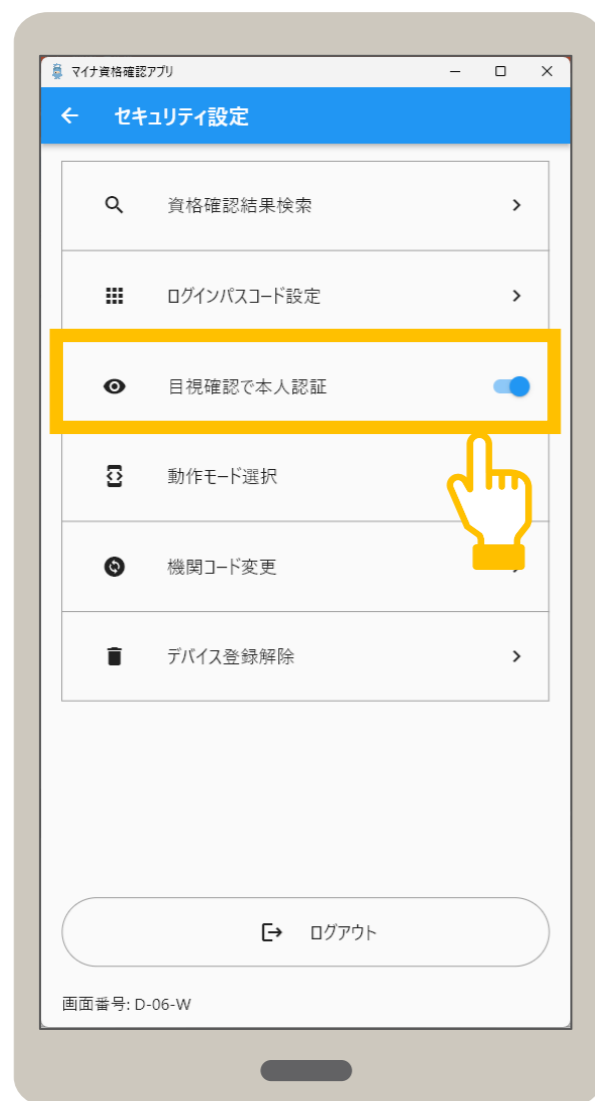 マイナ資格確認アプリ
セキュリティ設定
資格確認結果検索
ログインパスコード設定
目視確認で本人認証
動作モード選択
機関コード変更
デバイス登録解除
ログアウト
画面番号: D-06-W